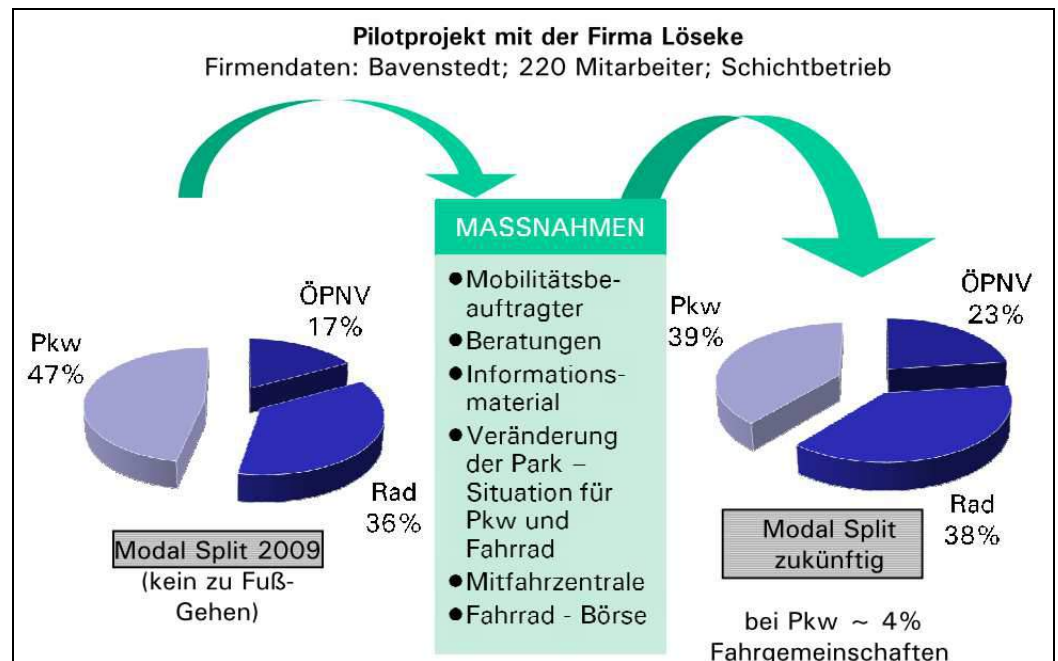 Pilotprojekt mit der Firma Löseke
Firmendaten: Bavenstedt; 220 Mitarbeiter; Schichtbetrieb
Pkw
47%
ÖPNV
17%
Rad
36%
Modal Split 2009
(kein zu Fuß-
Gehen)
MASSNAHMEN
●Mobilitätsbe-
auftragter
●Beratungen
●Informations-
material
●Veränderung
der Park –
Situation für
Pkw und
Fahrrad
●Mitfahrzentrale
●Fahrrad - Börse
Pkw
39%
ÖPNV
23%
Rad
38%
Modal Split
zukünftig
bei Pkw ~ 4%
Fahrgemeinschaften